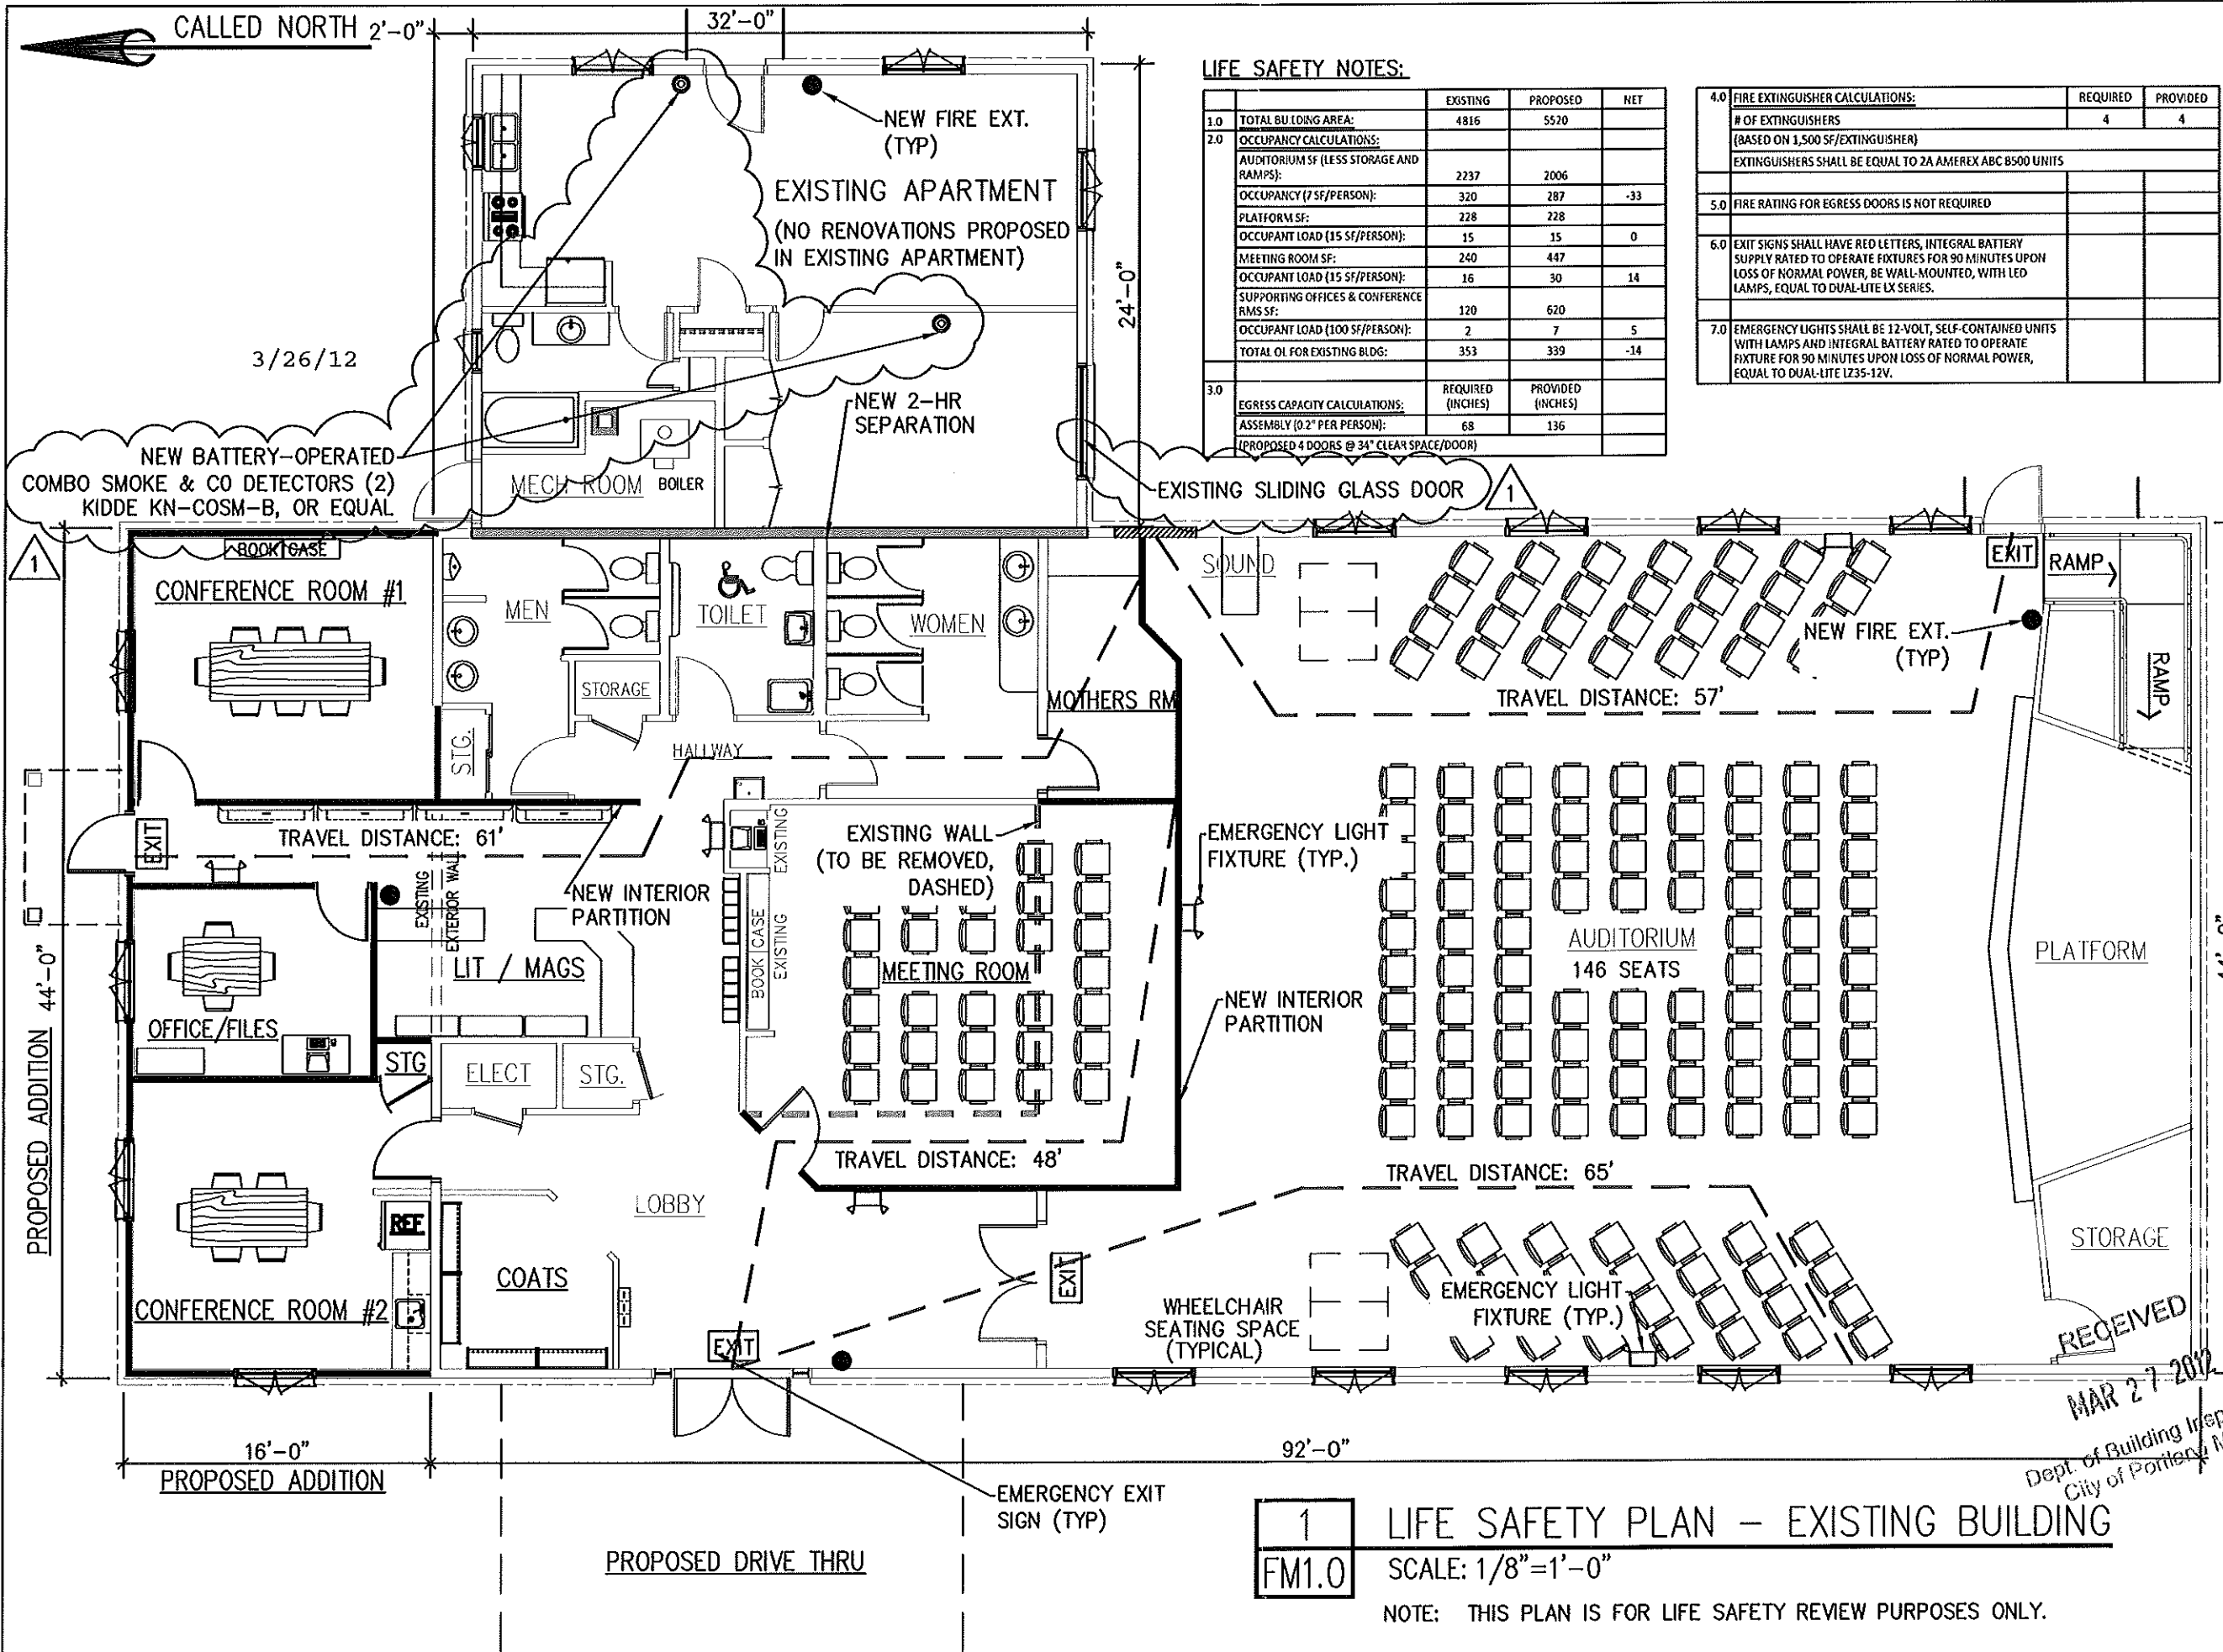 CALLED NORTH
2'-0"
32'-0"
NEW FIRE EXT.
(TYP)
EXISTING APARTMENT
(NO RENOVATIONS PROPOSED
IN EXISTING APARTMENT)
24'-0"
3/26/12
NEW 2-HR
SEPARATION
NEW BATTERY-OPERATED
COMBO SMOKE & CO DETECTORS (2)
KIDDE KN-COSM-B, OR EQUAL
MECH ROOM
BOILER
EXISTING SLIDING GLASS DOOR
1
LIFE SAFETY NOTES:
EXISTING PROPOSED NET
1.0 TOTAL BUILDING AREA: 4816 5520
2.0 OCCUPANCY CALCULATIONS:
AUDITORIUM SF (LESS STORAGE AND
RAMPS): 2237 2006
OCCUPANCY (7 SF/PERSON): 320 287 -33
PLATFORM SF: 228 228
OCCUPANT LOAD (15 SF/PERSON): 15 15 0
MEETING ROOM SF: 240 447
OCCUPANT LOAD (15 SF/PERSON): 16 30 14
SUPPORTING OFFICES & CONFERENCE
RMS SF: 120 620
OCCUPANT LOAD (100 SF/PERSON): 2 7 5
TOTAL OL FOR EXISTING BLDG: 353 339 -14
3.0 EGRESS CAPACITY CALCULATIONS: REQUIRED (INCHES) PROVIDED (INCHES)
ASSEMBLY (0.2" PER PERSON): 68 136
(PROPOSED 4 DOORS @ 34" CLEAR SPACE/DOOR)
4.0 FIRE EXTINGUISHER CALCULATIONS: REQUIRED PROVIDED
# OF EXTINGUISHERS 4 4
(BASED ON 1,500 SF/EXTINGUISHER)
EXTINGUISHERS SHALL BE EQUAL TO 2A AMEREX ABC B500 UNITS
5.0 FIRE RATING FOR EGRESS DOORS IS NOT REQUIRED
6.0 EXIT SIGNS SHALL HAVE RED LETTERS, INTEGRAL BATTERY
SUPPLY RATED TO OPERATE FIXTURES FOR 90 MINUTES UPON
LOSS OF NORMAL POWER, BE WALL-MOUNTED, WITH LED
LAMPS, EQUAL TO DUAL-LITE LX SERIES.
7.0 EMERGENCY LIGHTS SHALL BE 12-VOLT, SELF-CONTAINED UNITS
WITH LAMPS AND INTEGRAL BATTERY RATED TO OPERATE
FIXTURE FOR 90 MINUTES UPON LOSS OF NORMAL POWER,
EQUAL TO DUAL-LITE LZ35-12V.
1
BOOK CASE
CONFERENCE ROOM #1
MEN
TOILET
WOMEN
STORAGE
STG.
HALLWAY
MOTHERS RM
SOUND
EXIT
RAMP
RAMP
NEW FIRE EXT.
(TYP)
TRAVEL DISTANCE: 57'
EXIT
TRAVEL DISTANCE: 61'
EXISTING
EXTERIOR WALL
NEW INTERIOR
PARTITION
EXISTING
BOOK CASE
EXISTING
EXISTING WALL
(TO BE REMOVED,
DASHED)
EMERGENCY LIGHT
FIXTURE (TYP.)
LIT / MAGS
MEETING ROOM
AUDITORIUM
146 SEATS
PLATFORM
OFFICE/FILES
NEW INTERIOR
PARTITION
STG
ELECT
STG.
PROPOSED ADDITION
44'-0"
TRAVEL DISTANCE: 48'
TRAVEL DISTANCE: 65'
LOBBY
REF
COATS
CONFERENCE ROOM #2
EXIT
EXIT
WHEELCHAIR
SEATING SPACE
(TYPICAL)
EMERGENCY LIGHT
FIXTURE (TYP.)
STORAGE
RECEIVED
MAR 27 2012
Dept. of Building
City of
16'-0"
PROPOSED ADDITION
92'-0"
EMERGENCY EXIT
SIGN (TYP)
PROPOSED DRIVE THRU
1
FM1.0
LIFE SAFETY PLAN – EXISTING BUILDING
SCALE: 1/8"=1'-0"
NOTE: THIS PLAN IS FOR LIFE SAFETY REVIEW PURPOSES ONLY.